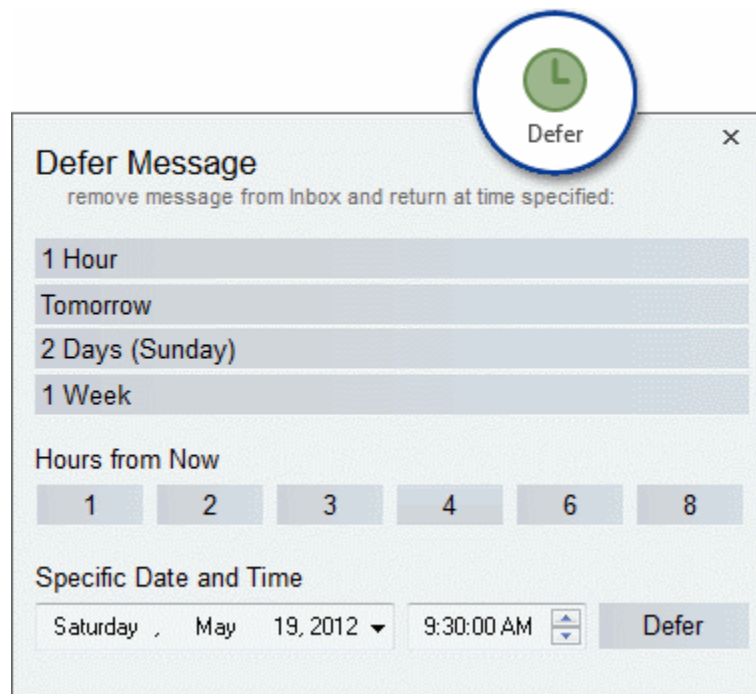 Defer
Defer Message
remove message from Inbox and return at time specified:
1 Hour
Tomorrow
2 Days (Sunday)
1 Week
Hours from Now
1 2 3 4 6 8
Specific Date and Time
Saturday , May 19, 2012 9:30:00 AM Defer